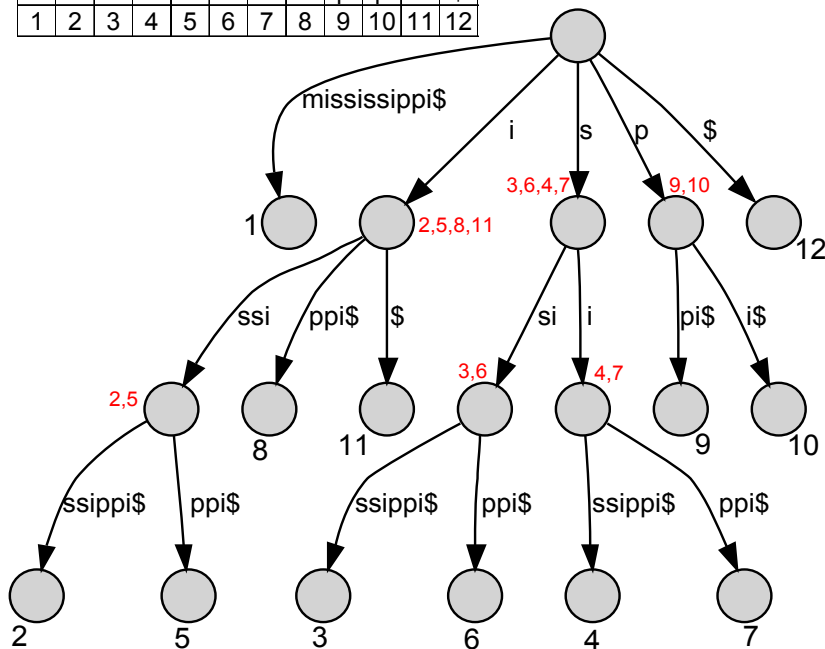 1 2 3 4 5 6 7 8 9 10 11 12
mississippi$
i
s
p
$
3,6,4,7
9,10
1
2,5,8,11
12
ssi
ppi$
$
si
i
pi$
i$
2,5
3,6
4,7
8
11
9
10
ssippi$
ppi$
ssippi$
ppi$
ssippi$
ppi$
2
5
3
6
4
7